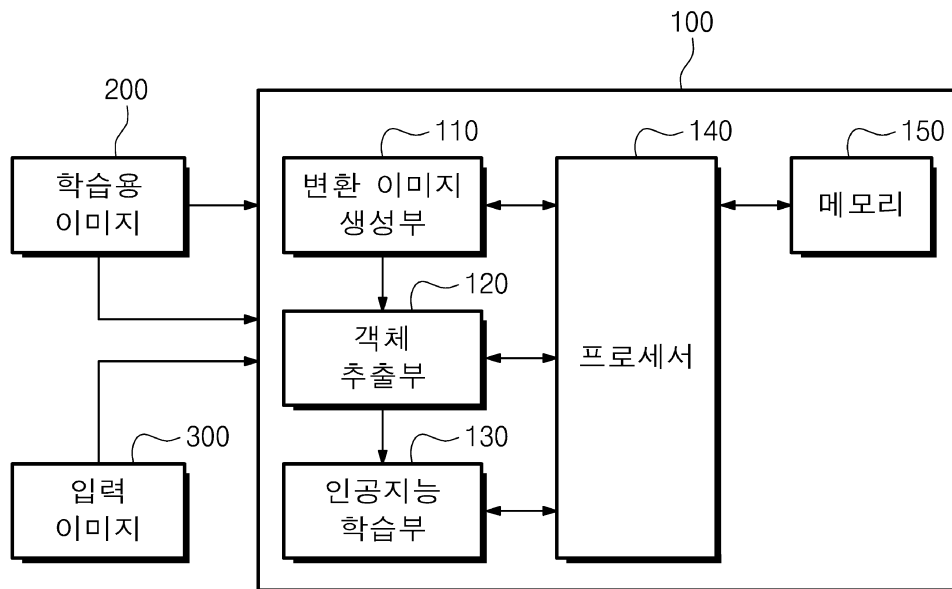 100
200
110
140
150
학습용
이미지
변환 이미지
생성부
메모리
120
객체
추출부
프로세서
300
130
입력
이미지
인공지능
학습부